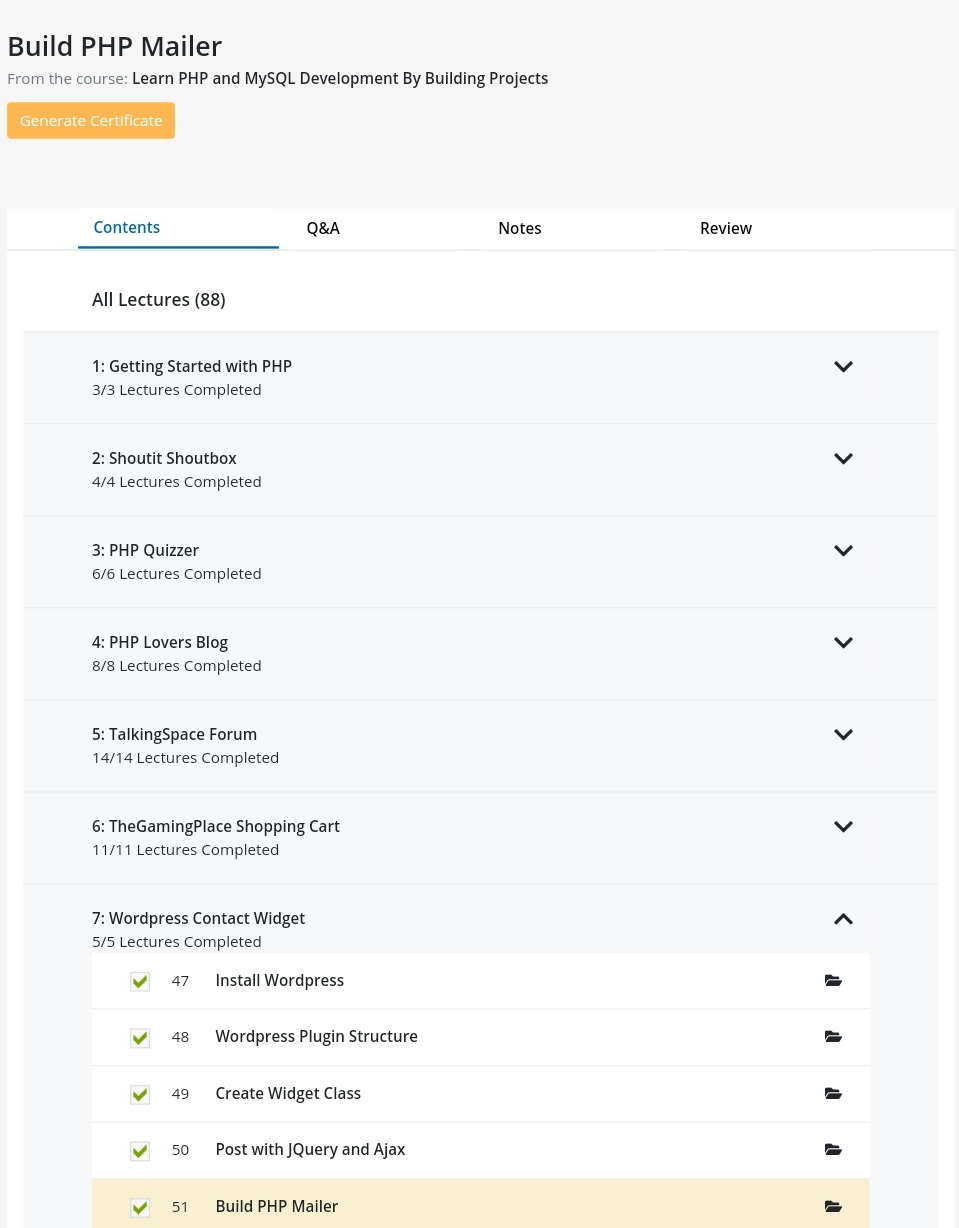 Build PHP Mailer
From the course: Learn PHP and MySQL Development By Building Projects
Generate Certificate
Contents
Q&A
Notes
Review
All Lectures (88)
1: Getting Started with PHP
3/3 Lectures Completed
2: Shoutit Shoutbox
4/4 Lectures Completed
3: PHP Quizzer
6/6 Lectures Completed
4: PHP Lovers Blog
8/8 Lectures Completed
5: TalkingSpace Forum
14/14 Lectures Completed
6: TheGamingPlace Shopping Cart
11/11 Lectures Completed
7: Wordpress Contact Widget
5/5 Lectures Completed
47 Install Wordpress
48 Wordpress Plugin Structure
49 Create Widget Class
50 Post with JQuery and Ajax
51 Build PHP Mailer